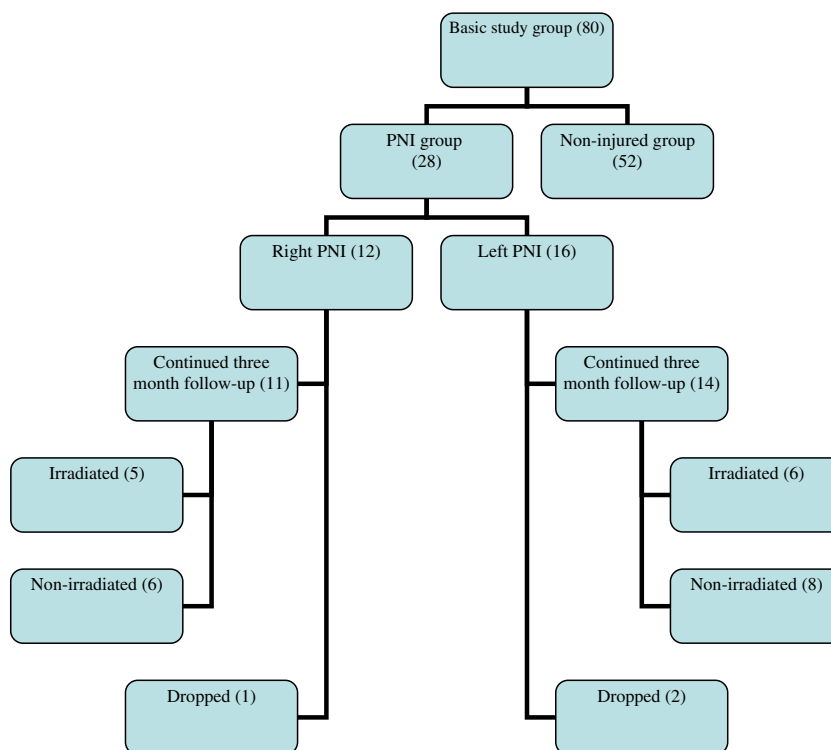 Basic study group (80)
PNI group
(28)
Non-injured group
(52)
Right PNI (12)
Left PNI (16)
Continued three
month follow-up (11)
Continued three
month follow-up (14)
Irradiated (5)
Irradiated (6)
Non-irradiated (6)
Non-irradiated (8)
Dropped (1)
Dropped (2)